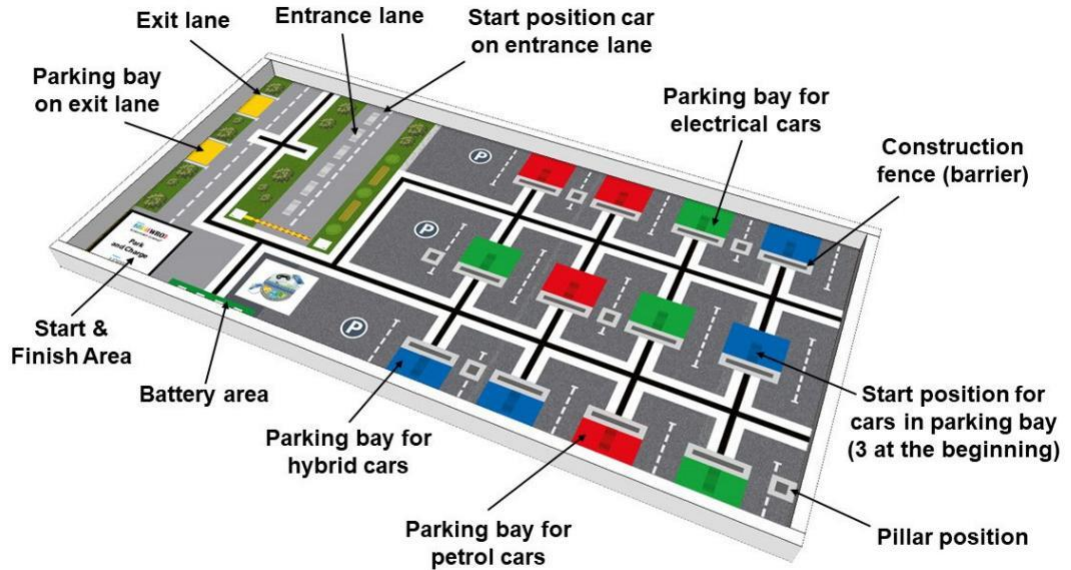 Exit lane
Entrance lane
Start position car
on entrance lane
Parking bay
on exit lane
Parking bay for
electrical cars
Construction
fence (barrier)
P
P
P
WRO
Park
and Charge
Start &
Finish Area
Battery area
Parking bay for
hybrid cars
Parking bay for
petrol cars
Start position for
cars in parking bay
(3 at the beginning)
Pillar position